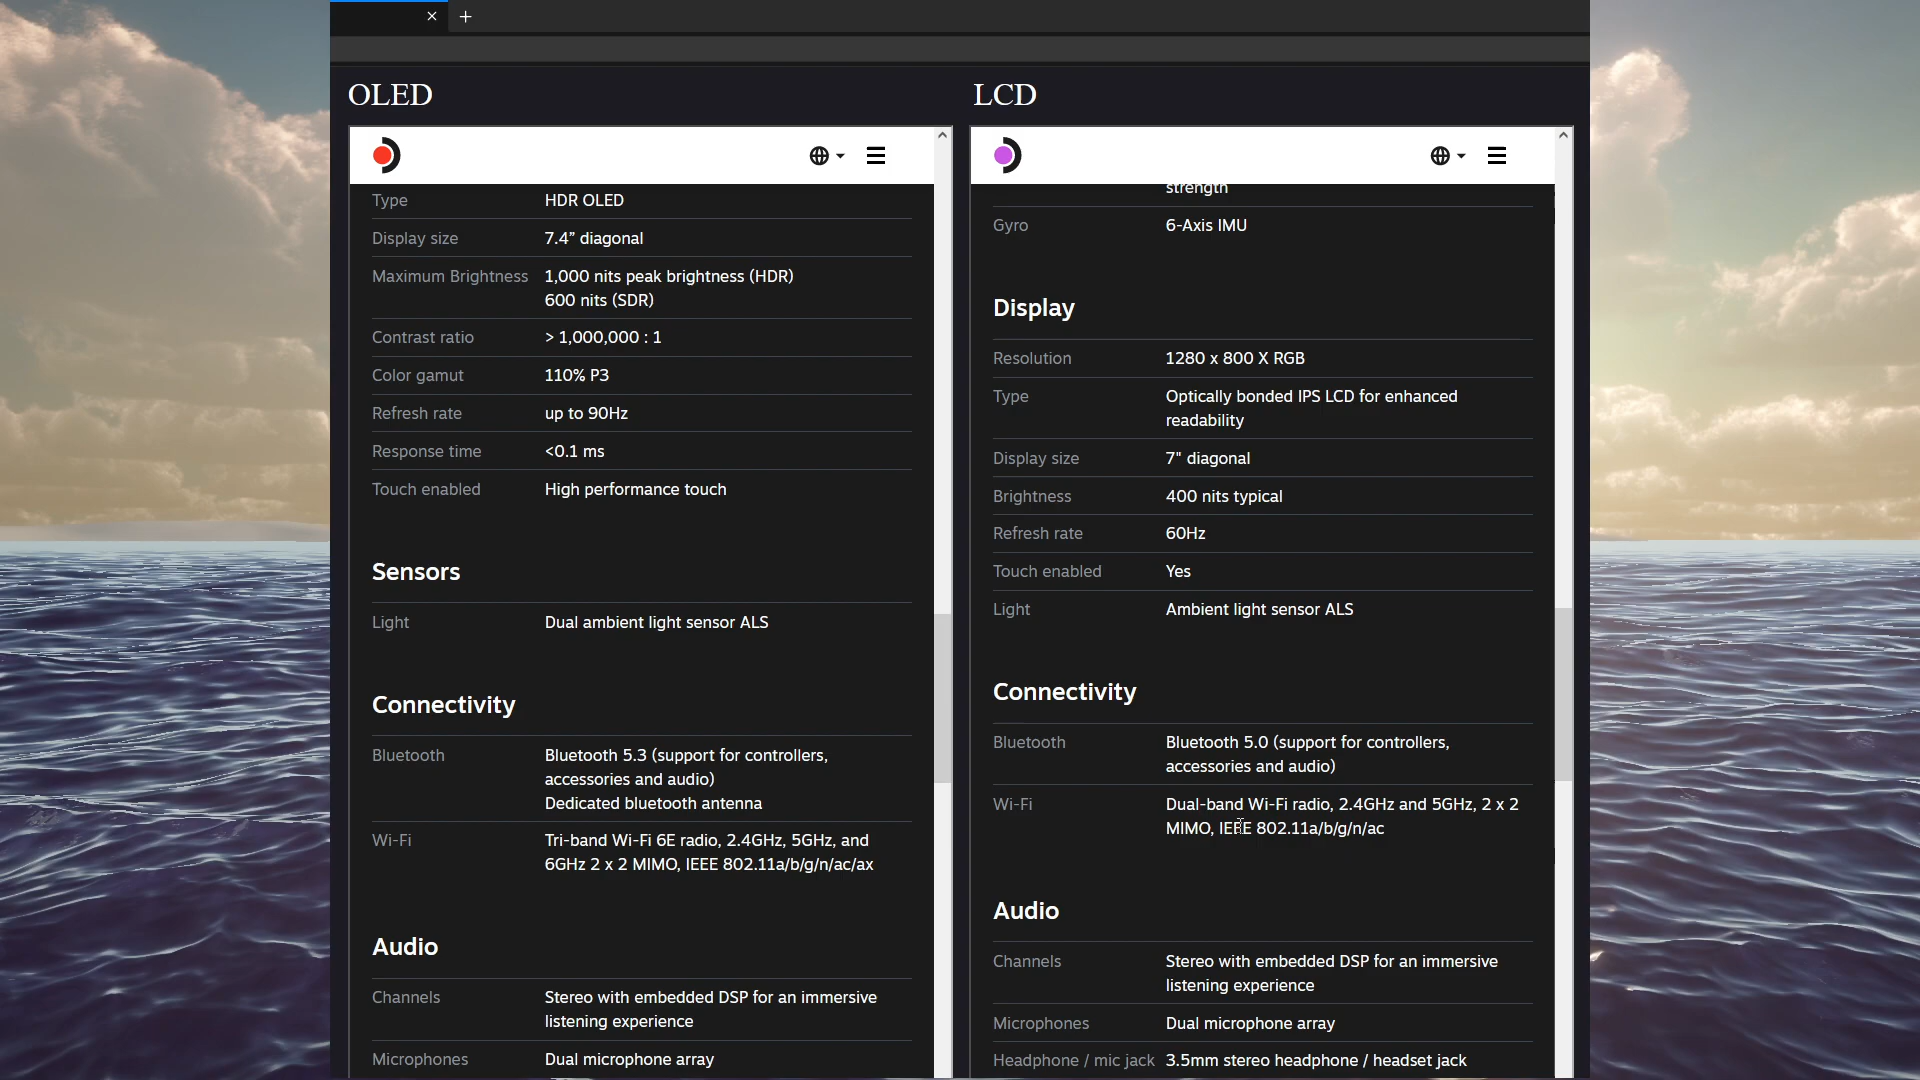 OLED
Type HDR OLED
Display size 7.4” diagonal
Maximum Brightness 1,000 nits peak brightness (HDR)
600 nits (SDR)
Contrast ratio > 1,000,000 : 1
Color gamut 110% P3
Refresh rate up to 90Hz
Response time <0.1 ms
Touch enabled High performance touch
Sensors
Light Dual ambient light sensor ALS
Connectivity
Bluetooth Bluetooth 5.3 (support for controllers,
accessories and audio)
Dedicated bluetooth antenna
Wi-Fi Tri-band Wi-Fi 6E radio, 2.4GHz, 5GHz, and
6GHz 2 x 2 MIMO, IEEE 802.11a/b/g/n/ac/ax
Audio
Channels Stereo with embedded DSP for an immersive
listening experience
Microphones Dual microphone array
LCD
strength
Gyro 6-Axis IMU
Display
Resolution 1280 x 800 X RGB
Type Optically bonded IPS LCD for enhanced
readability
Display size 7" diagonal
Brightness 400 nits typical
Refresh rate 60Hz
Touch enabled Yes
Light Ambient light sensor ALS
Connectivity
Bluetooth Bluetooth 5.0 (support for controllers,
accessories and audio)
Wi-Fi Dual-band Wi-Fi radio, 2.4GHz and 5GHz, 2 x 2
MIMO, IEEE 802.11a/b/g/n/ac
Audio
Channels Stereo with embedded DSP for an immersive
listening experience
Microphones Dual microphone array
Headphone / mic jack 3.5mm stereo headphone / headset jack